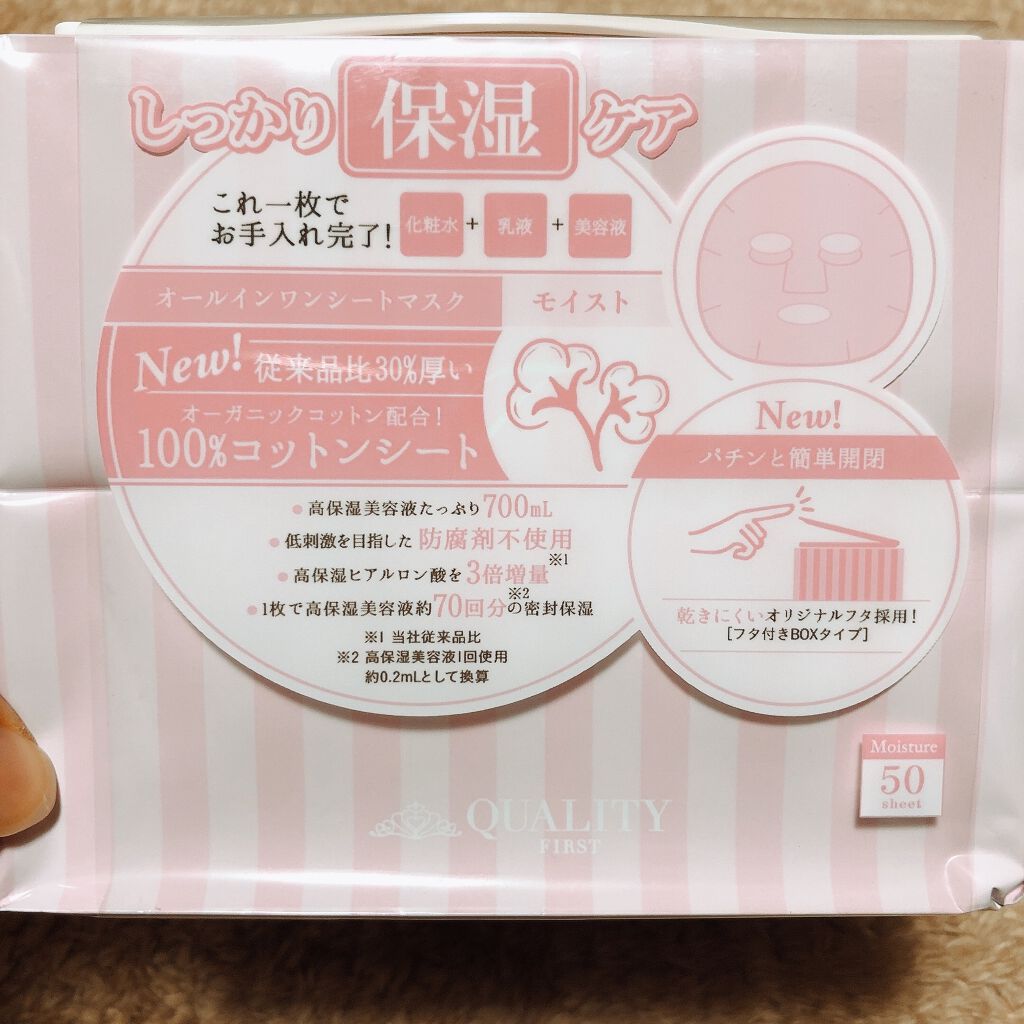 しっかり 保湿 ケア
これ一枚で
お手入れ完了!
化粧水 + 乳液 + 美容液
オールインワンシートマスク モイスト
New! 従来品比30%厚い
オーガニックコットン配合!
100%コットンシート
●高保湿美容液たっぷり700mL
●低刺激を目指した 防腐剤不使用
●高保湿ヒアルロン酸を3倍増量※1
●1枚で高保湿美容液約70回分※2の密封保湿
※1 当社従来品比
※2 高保湿美容液1回使用
約0.2mLとして換算
New!
パチンと簡単開閉
乾きにくいオリジナルフタ採用!
[フタ付きBOXタイプ]
Moisture
50
sheet
QUALITY
FIRST